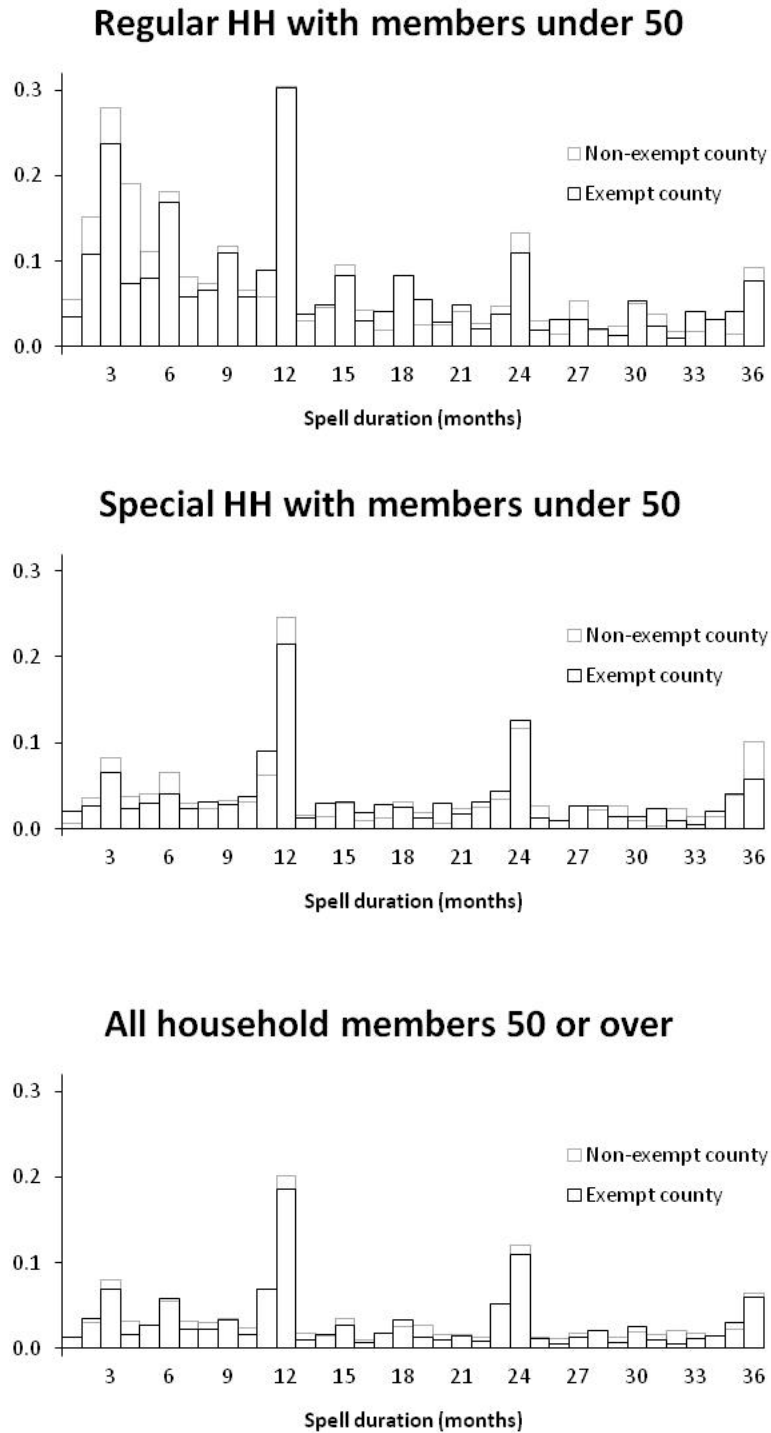 Regular HH with members under 50
0.3
Non-exempt county
0.2
Exempt county
0.1
0.0
3 6 9 12 15 18 21 24 27 30 33 36
Spell duration (months)
Special HH with members under 50
0.3
Non-exempt county
0.2
Exempt county
0.1
0.0
3 6 9 12 15 18 21 24 27 30 33 36
Spell duration (months)
All household members 50 or over
0.3
Non-exempt county
0.2
Exempt county
0.1
0.0
3 6 9 12 15 18 21 24 27 30 33 36
Spell duration (months)